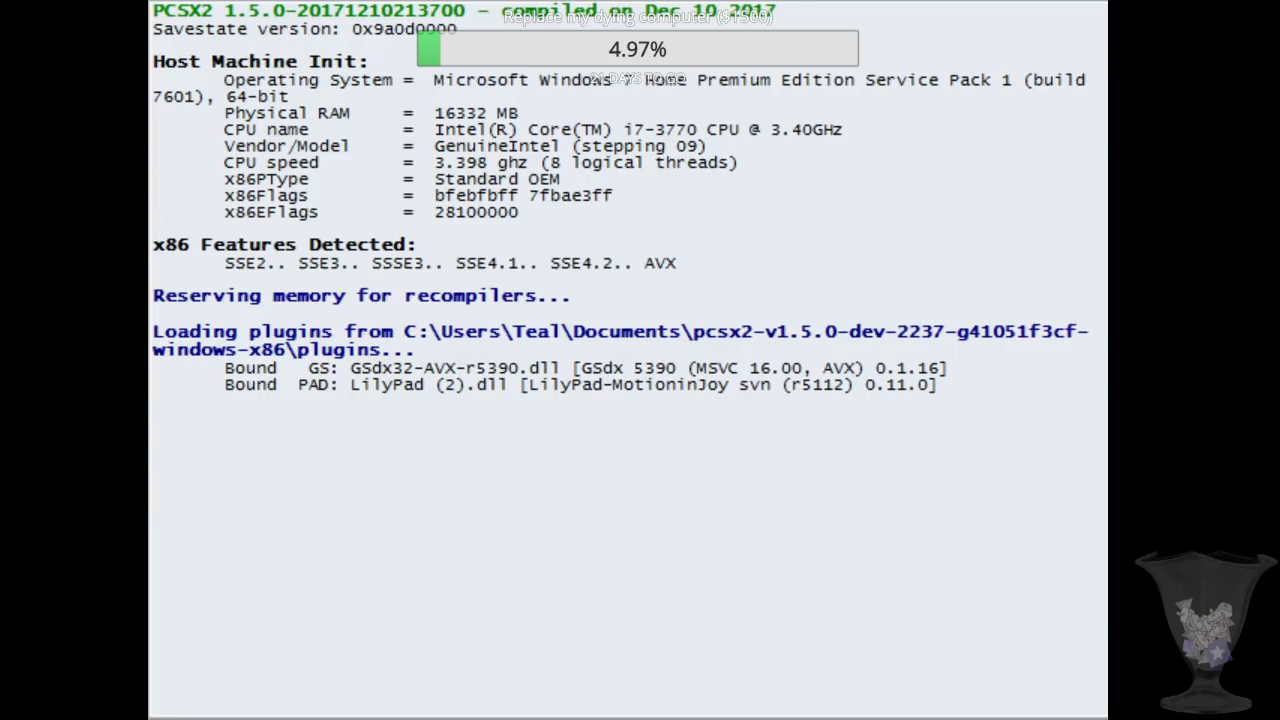 PCSX2 1.5.0-20171210213700 - compiled on Dec 10 2017
Replace my dying computer ($1500)
Savestate version: 0x9a0d0000
4.97%
Host Machine Init:
Operating System = Microsoft Windows 7 Home Premium Edition Service Pack 1 (build
7601), 64-bit
Physical RAM = 16332 MB
CPU name = Intel(R) Core(TM) i7-3770 CPU @ 3.40GHz
Vendor/Model = GenuineIntel (stepping 09)
CPU speed = 3.398 ghz (8 logical threads)
x86PType = Standard OEM
x86Flags = bfebfbff 7fbae3ff
x86EFlags = 28100000
x86 Features Detected:
SSE2.. SSE3.. SSSE3.. SSE4.1.. SSE4.2.. AVX
Reserving memory for recompilers...
Loading plugins from C:\Users\Teal\Documents\pcsx2-v1.5.0-dev-2237-g41051f3cf-
windows-x86\plugins...
Bound GS: GSdx32-AVX-r5390.dll [GSdx 5390 (MSVC 16.00, AVX) 0.1.16]
Bound PAD: LilyPad (2).dll [LilyPad-MotioninJoy svn (r5112) 0.11.0]